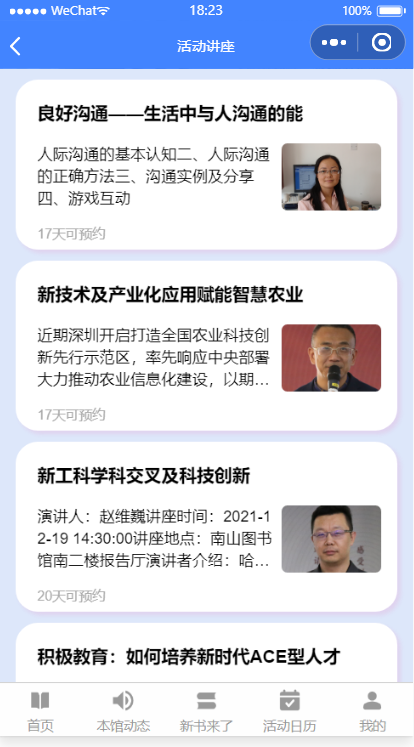 WeChat 18:23 100%
活动讲座
良好沟通——生活中与人沟通的能
人际沟通的基本认知二、人际沟通
的正确方法三、沟通实例及分享
四、游戏互动
17天可预约
新技术及产业化应用赋能智慧农业
近期深圳开启打造全国农业科技创
新先行示范区，率先响应中央部署
大力推动农业信息化建设，以期...
17天可预约
新工科学科交叉及科技创新
演讲人：赵维巍讲座时间：2021-1
2-19 14:30:00讲座地点：南山图书
馆南二楼报告厅演讲者介绍：哈...
20天可预约
积极教育：如何培养新时代ACE型人才
首页 本馆动态 新书来了 活动日历 我的